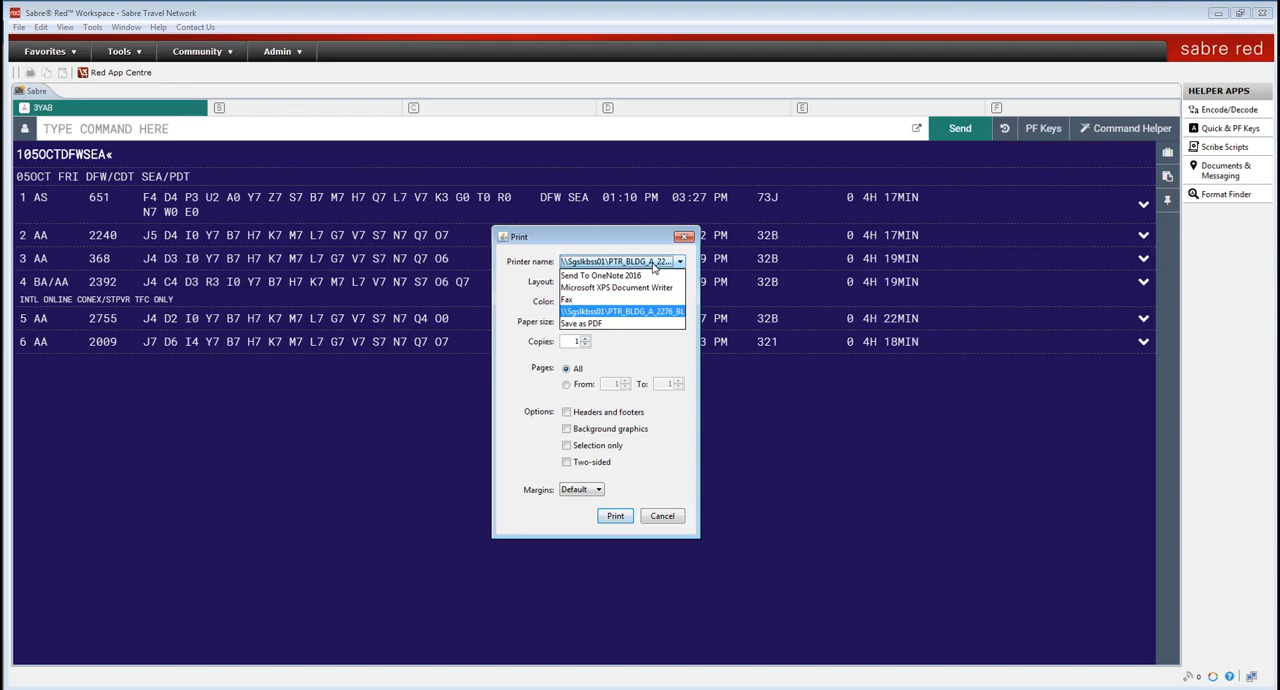 Sabre® Red™ Workspace - Sabre Travel Network
File Edit View Tools Window Help Contact Us
Favorites Tools Community Admin
sabre red
Red App Centre
Sabre
HELPER APPS
A 3YAB B C D E F
Encode/Decode
TYPE COMMAND HERE Send PF Keys Command Helper
Quick & PF Keys
Scribe Scripts
Documents & Messaging
Format Finder
105OCTDFWSEA«
05OCT FRI DFW/CDT SEA/PDT
1 AS 651 F4 D4 P3 U2 A0 Y7 Z7 S7 B7 M7 H7 Q7 L7 V7 K3 G0 T0 R0 DFW SEA 01:10 PM 03:27 PM 73J 0 4H 17MIN
N7 W0 E0
2 AA 2240 J5 D4 I0 Y7 B7 H7 K7 M7 L7 G7 V7 S7 N7 Q7 O7 2 PM 32B 0 4H 17MIN
3 AA 368 J4 D4 I0 Y7 B7 H7 K7 M7 L7 G7 V7 S7 N7 Q7 O6 PM 32B 0 4H 17MIN
4 BA/AA 2392 J4 C4 D3 R3 I0 Y7 B7 H7 K7 M7 L7 V7 S7 O6 Q7 PM 32B 0 4H 19MIN
INTL ONLINE CONEX/STPVR TFC ONLY
5 AA 2755 J4 D2 I0 Y7 B7 H7 K7 M7 L7 G7 V7 S7 N7 Q4 O0 PM 32B 0 4H 22MIN
6 AA 2009 J7 D6 I4 Y7 B7 H7 K7 M7 L7 G7 V7 S7 N7 Q7 O7 3 PM 321 0 4H 18MIN
Print
Printer name: \\Sgslkbss01\PTR_BLDG_A_22...
Send To OneNote 2016
Microsoft XPS Document Writer
Fax
\\Sgslkbss01\PTR_BLDG_A_2276_BL
Save as PDF
Layout:
Color:
Paper size:
Copies: 1
Pages: All
From: 1 To: 1
Options: Headers and footers
Background graphics
Selection only
Two-sided
Margins: Default
Print Cancel
0